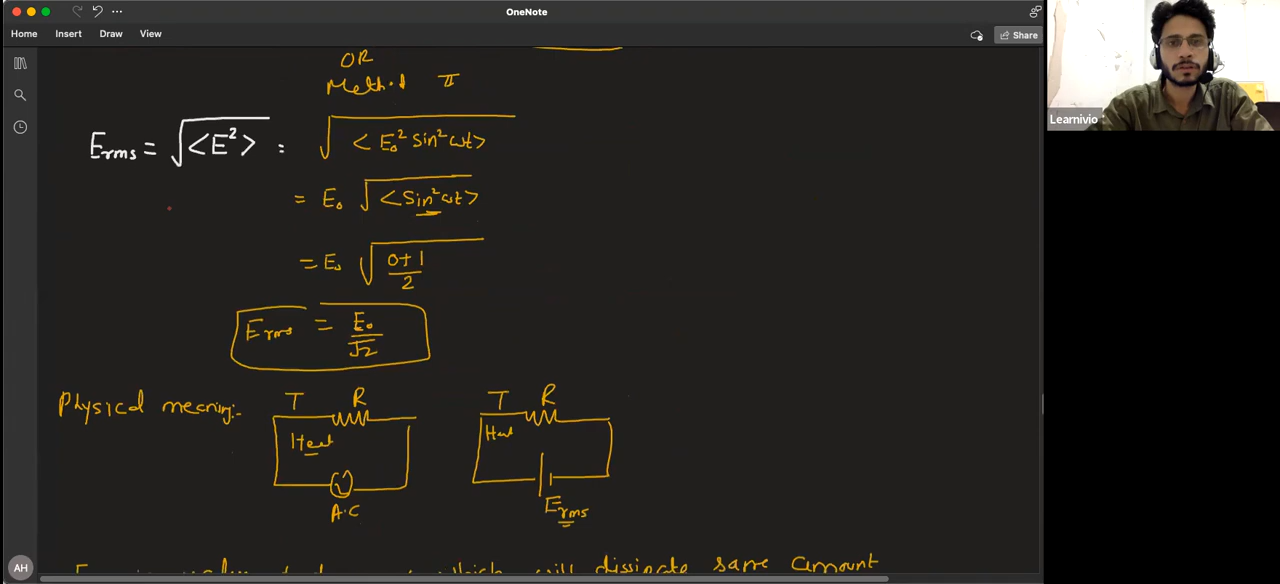 OneNote
Home Insert Draw View
Share
Learnivio
OR
Method II
Erms = √<E²> = √<E₀² Sin²ωt>
= E₀ √<Sin²ωt>
= E₀ √(0+1/2)
Erms = E₀/√2
Physical meaning:-
T R
Heat
A.C
T R
Heat
Erms
which will dissipate same amount
AH